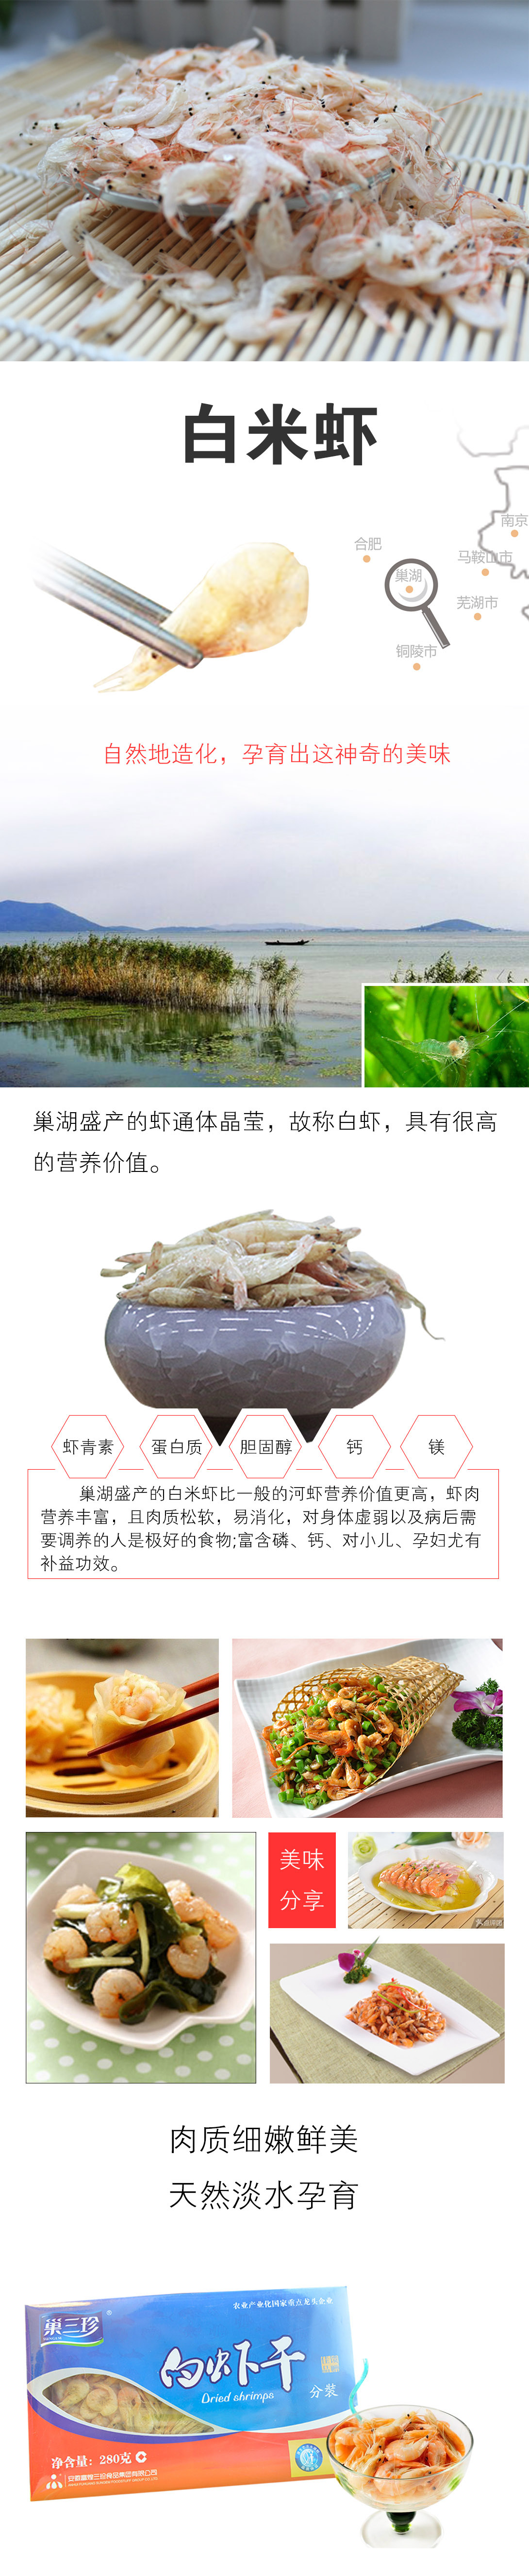 白米虾
南京
合肥
马鞍山市
巢湖
芜湖市
铜陵市
自然地造化，孕育出这神奇的美味
巢湖盛产的虾通体晶莹，故称白虾，具有很高
的营养价值。
虾青素
蛋白质
胆固醇
钙
镁
巢湖盛产的白米虾比一般的河虾营养价值更高，虾肉
营养丰富，且肉质松软，易消化，对身体虚弱以及病后需
要调养的人是极好的食物;富含磷、钙、对小儿、孕妇尤有
补益功效。
美味
分享
肉质细嫩鲜美
天然淡水孕育
农业产业化国家重点龙头企业
巢三珍
®
白虾干
Dried shrimps
分装
净含量：280克